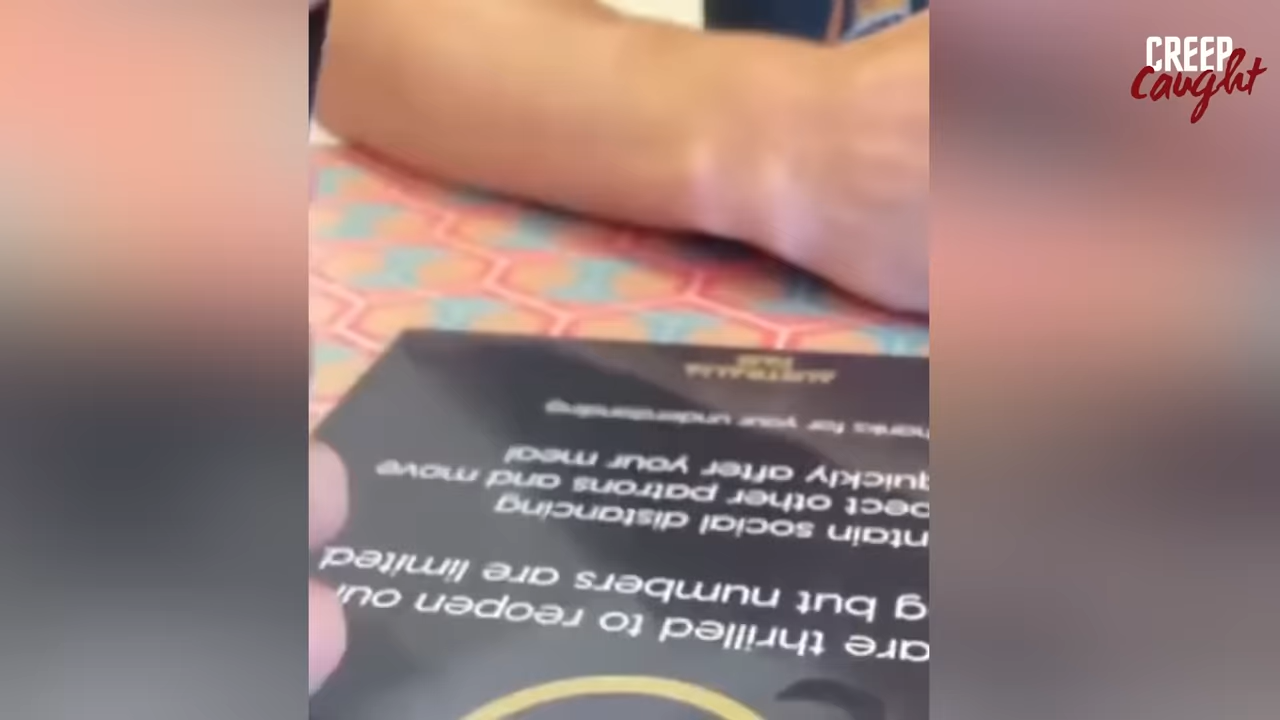 CREEP
Caught
are thrilled to reopen our
g but numbers are limited
ntain social distancing
pect other patrons and move
quickly after your meal
hanks for your understanding
AUSTRALIA